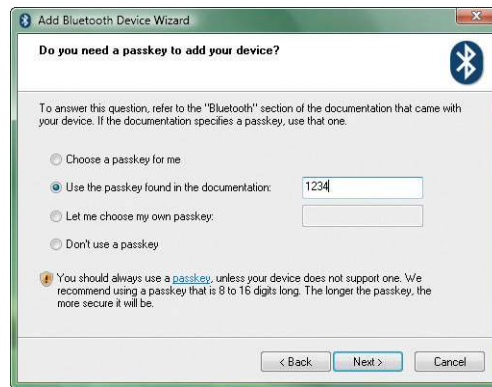 Add Bluetooth Device Wizard
Do you need a passkey to add your device?
To answer this question, refer to the "Bluetooth" section of the documentation that came with
your device. If the documentation specifies a passkey, use that one.
Choose a passkey for me
Use the passkey found in the documentation: 1234
Let me choose my own passkey:
Don't use a passkey
You should always use a passkey, unless your device does not support one. We
recommend using a passkey that is 8 to 16 digits long. The longer the passkey, the
more secure it will be.
< Back Next > Cancel